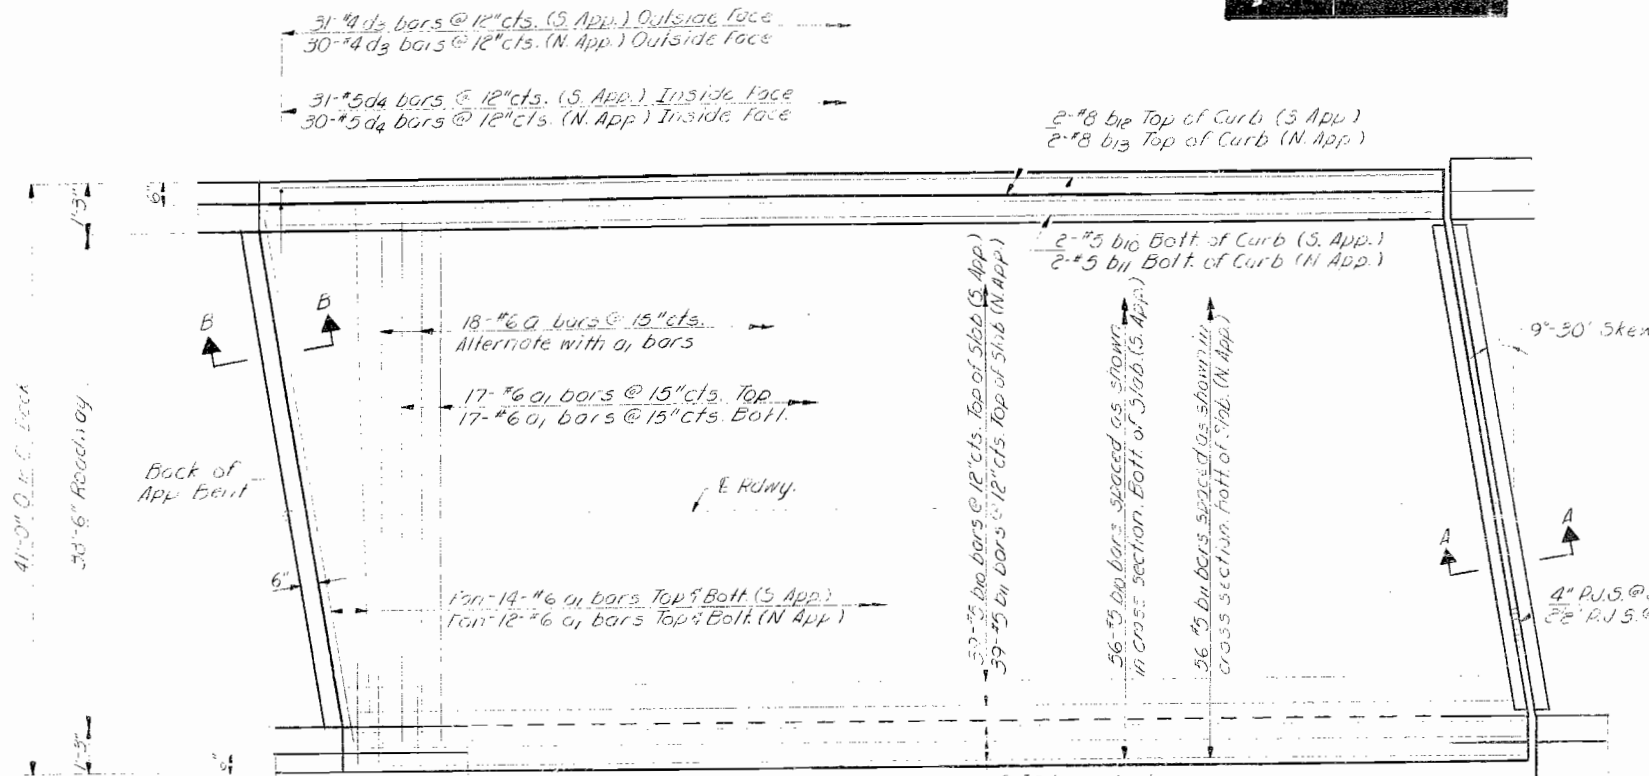 31-#4 d3 bars @ 12"cts. (S. App.) Outside Face
30-#4 d3 bars @ 12"cts. (N. App.) Outside Face
31-#5 d4 bars @ 12"cts. (S. App.) Inside Face
30-#5 d4 bars @ 12"cts. (N. App.) Inside Face
2-#8 b12 Top of Curb (S App.)
2-#8 b13 Top of Curb (N. App.)
6"
1'-3"
2-#5 b10 Bott. of Curb (S. App.)
2-#5 b11 Bott. of Curb (N App.)
B
B
18-#6 a bars @ 15"cts.
Alternate with a1 bars
9°-30' Skew
17-#6 a1 bars @ 15"cts. Top
17-#6 a1 bars @ 15"cts. Bott.
39-#5 b10 bars @ 12"cts. Top of Slab (S. App.)
39-#5 b11 bars @ 12"cts. Top of Slab (N. App.)
56-#5 b10 bars spaced as shown
in cross section. Bott. of Slab (S. App.)
56 #5 b11 bars spaced as shown in
cross section. Bott. of Slab. (N. App.)
Back of
App Bent
41'-0" O. to O. Deck
38'-6" Roadway
℄ Rdwy.
A
A
6"
Fan-14-#6 a1 bars Top & Bott. (S App.)
Fan-12-#6 a1 bars Top & Bott. (N App)
4" P.J.S. @
2½" P.J.S. @
1'-3"
6"